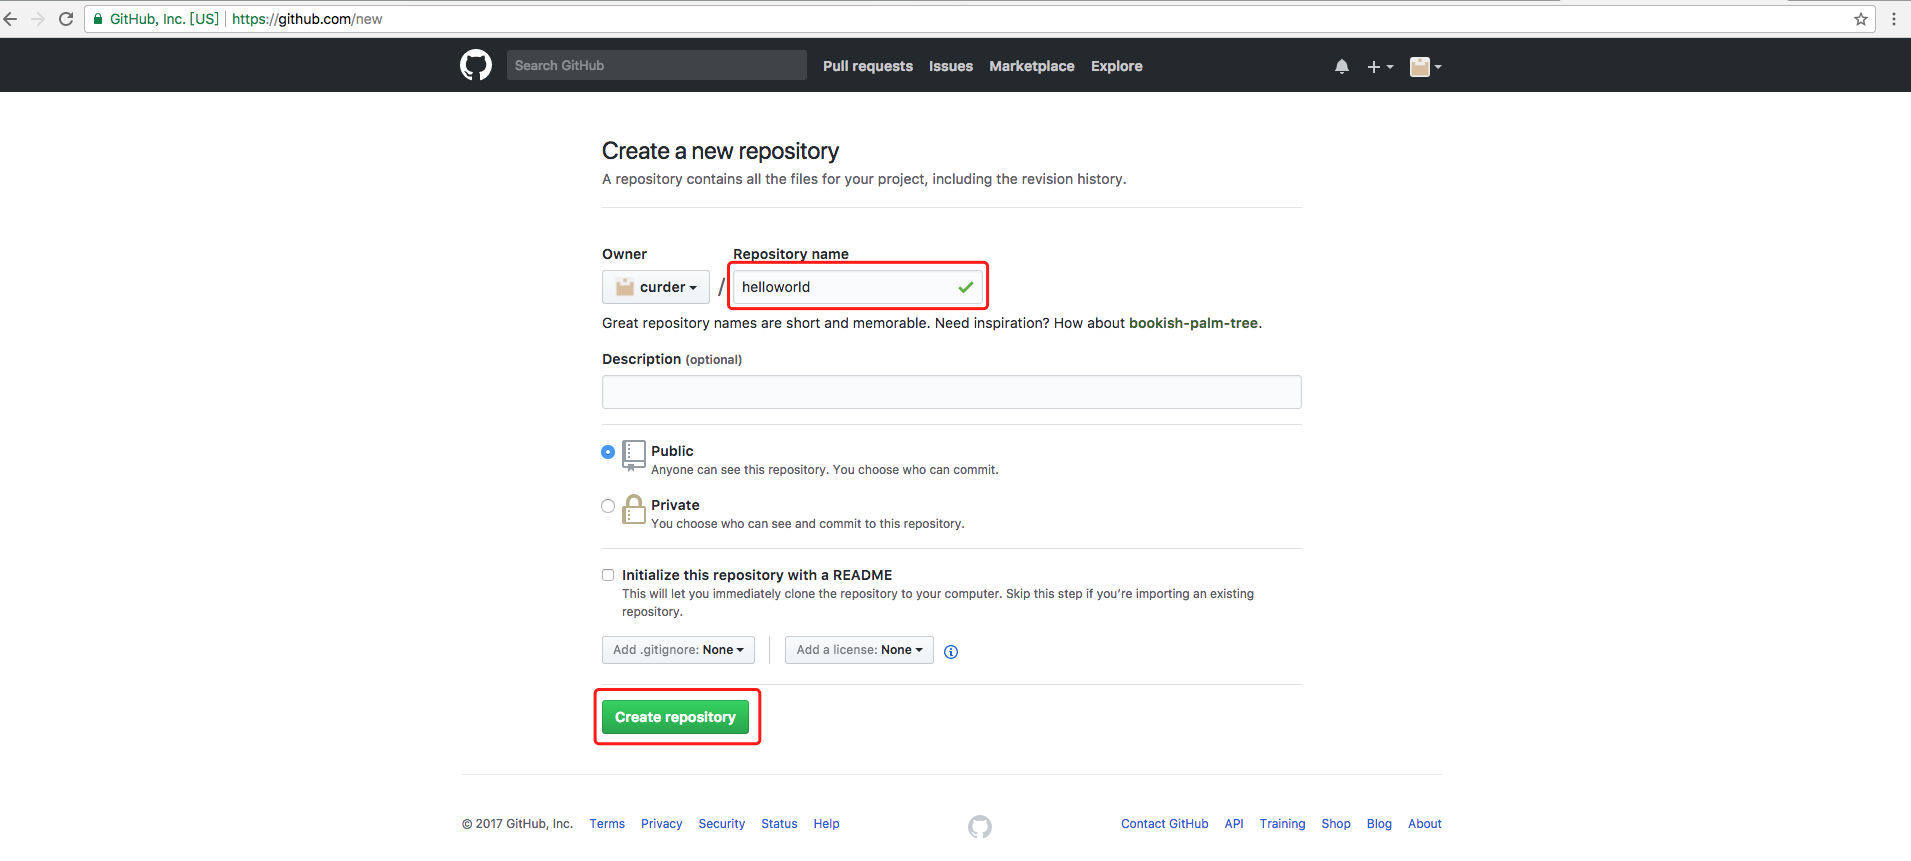 GitHub, Inc. [US] https://github.com/new
Search GitHub Pull requests Issues Marketplace Explore
Create a new repository
A repository contains all the files for your project, including the revision history.
Owner Repository name
curder / helloworld
Great repository names are short and memorable. Need inspiration? How about bookish-palm-tree.
Description (optional)
Public
Anyone can see this repository. You choose who can commit.
Private
You choose who can see and commit to this repository.
Initialize this repository with a README
This will let you immediately clone the repository to your computer. Skip this step if you’re importing an existing
repository.
Add .gitignore: None Add a license: None
Create repository
© 2017 GitHub, Inc. Terms Privacy Security Status Help Contact GitHub API Training Shop Blog About